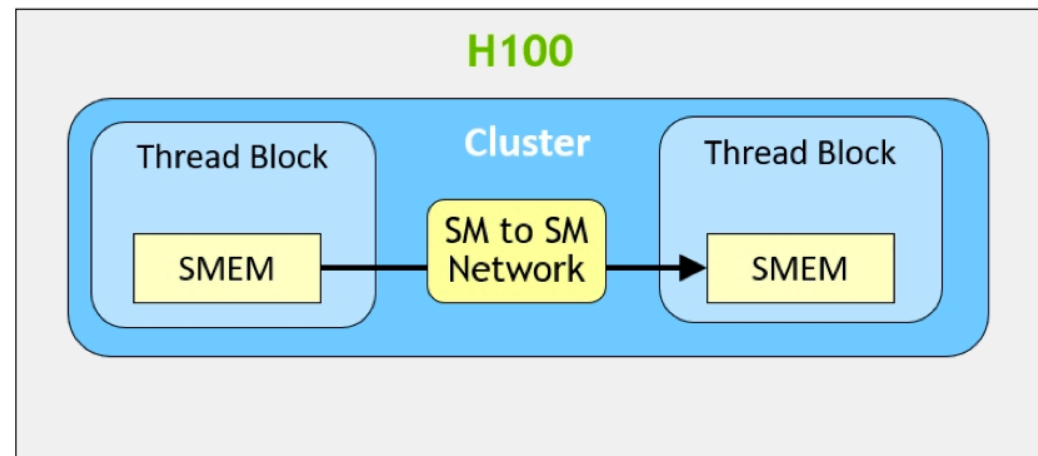 H100
Cluster
Thread Block
Thread Block
SM to SM
Network
SMEM
SMEM